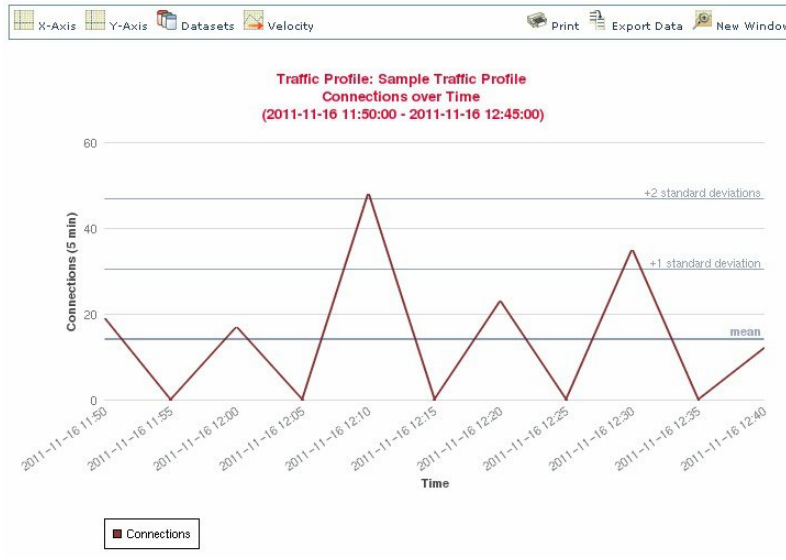 X-Axis Y-Axis Datasets Velocity Print Export Data New Window
Traffic Profile: Sample Traffic Profile
Connections over Time
(2011-11-16 11:50:00 - 2011-11-16 12:45:00)
60
+2 standard deviations
40
+1 standard deviation
20
mean
0
Connections (5 min)
2011-11-16 11:50
2011-11-16 11:55
2011-11-16 12:00
2011-11-16 12:05
2011-11-16 12:10
2011-11-16 12:15
2011-11-16 12:20
2011-11-16 12:25
2011-11-16 12:30
2011-11-16 12:35
2011-11-16 12:40
Time
Connections